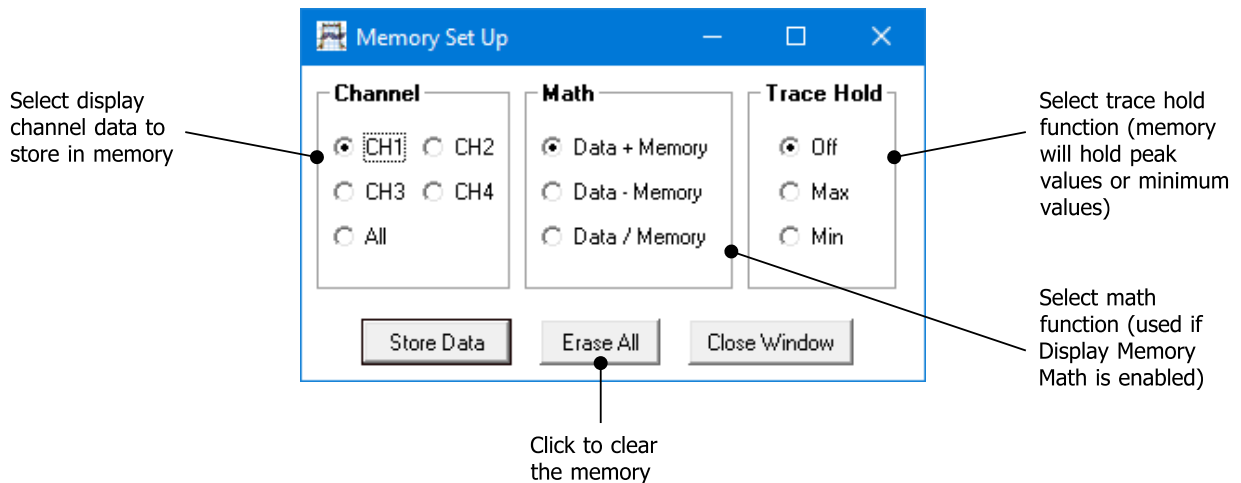 Memory Set Up
Select display
channel data to
store in memory
Channel
CH1 CH2
CH3 CH4
All
Math
Data + Memory
Data - Memory
Data / Memory
Trace Hold
Off
Max
Min
Select trace hold
function (memory
will hold peak
values or minimum
values)
Select math
function (used if
Display Memory
Math is enabled)
Store Data Erase All Close Window
Click to clear
the memory